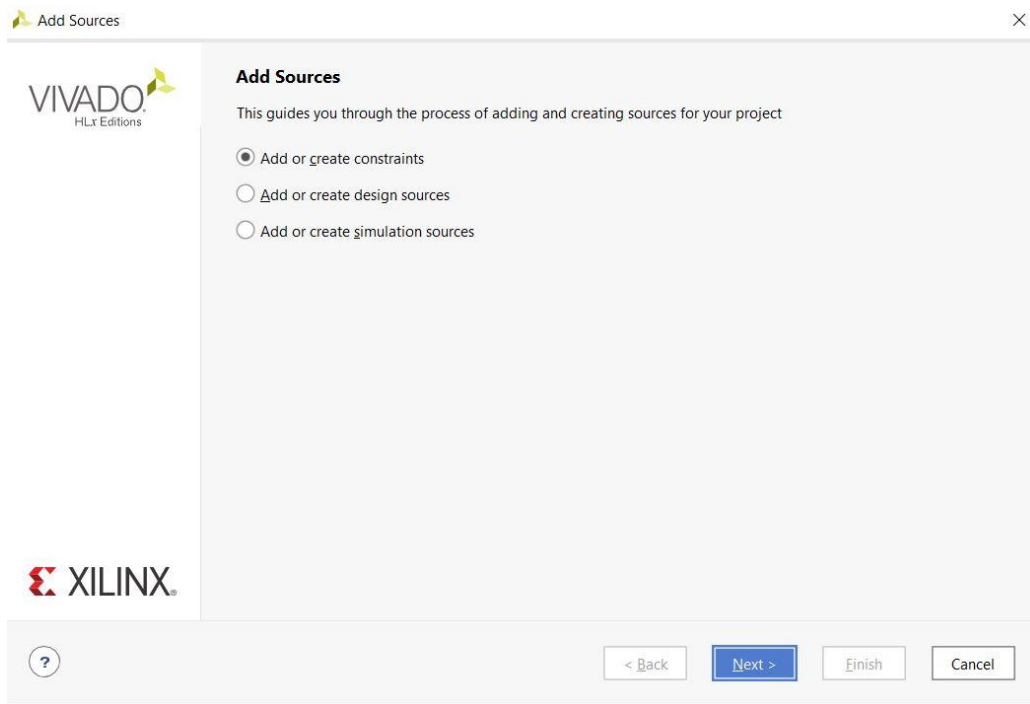 Add Sources
VIVADO
HLx Editions
Add Sources
This guides you through the process of adding and creating sources for your project
Add or create constraints
Add or create design sources
Add or create simulation sources
XILINX
?
< Back
Next >
Finish
Cancel